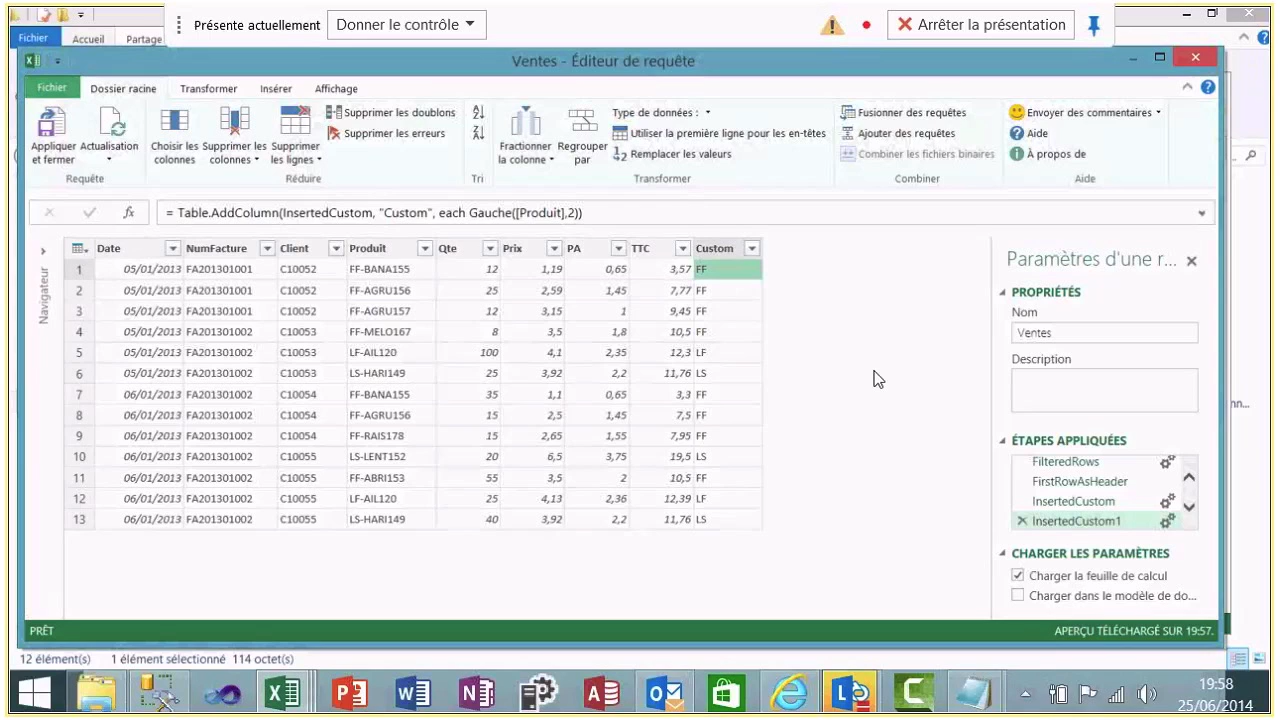 Présente actuellement
Donner le contrôle
Arrêter la présentation
Fichier
Accueil
Partage
Ventes - Éditeur de requête
Fichier
Dossier racine
Transformer
Insérer
Affichage
Appliquer et fermer
Actualisation
Requête
Choisir les colonnes
Supprimer les colonnes
Supprimer les lignes
Supprimer les doublons
Supprimer les erreurs
Réduire
Tri
Fractionner la colonne
Regrouper par
Type de données :
Utiliser la première ligne pour les en-têtes
Remplacer les valeurs
Transformer
Fusionner des requêtes
Ajouter des requêtes
Combiner les fichiers binaires
Combiner
Envoyer des commentaires
Aide
À propos de
Aide
= Table.AddColumn(InsertedCustom, "Custom", each Gauche([Produit],2))
Navigateur
Date NumFacture Client Produit Qte Prix PA TTC Custom
1 05/01/2013 FA201301001 C10052 FF-BANA155 12 1,19 0,65 3,57 FF
2 05/01/2013 FA201301001 C10052 FF-AGRU156 25 2,59 1,45 7,77 FF
3 05/01/2013 FA201301001 C10052 FF-AGRU157 12 3,15 1 9,45 FF
4 05/01/2013 FA201301002 C10053 FF-MELO167 8 3,5 1,8 10,5 FF
5 05/01/2013 FA201301002 C10053 LF-AIL120 100 4,1 2,35 12,3 LF
6 05/01/2013 FA201301002 C10053 LS-HARI149 25 3,92 2,2 11,76 LS
7 06/01/2013 FA201301002 C10054 FF-BANA155 35 1,1 0,65 3,3 FF
8 06/01/2013 FA201301002 C10054 FF-AGRU156 15 2,5 1,45 7,5 FF
9 06/01/2013 FA201301002 C10054 FF-RAIS178 15 2,65 1,55 7,95 FF
10 06/01/2013 FA201301002 C10055 LS-LENT152 20 6,5 3,75 19,5 LS
11 06/01/2013 FA201301002 C10055 FF-ABRI153 55 3,5 2 10,5 FF
12 06/01/2013 FA201301002 C10055 LF-AIL120 25 4,13 2,36 12,39 LF
13 06/01/2013 FA201301002 C10055 LS-HARI149 40 3,92 2,2 11,76 LS
Paramètres d'une r...
PROPRIÉTÉS
Nom
Ventes
Description
ÉTAPES APPLIQUÉES
FilteredRows
FirstRowAsHeader
InsertedCustom
InsertedCustom1
CHARGER LES PARAMÈTRES
Charger la feuille de calcul
Charger dans le modèle de do...
PRÊT
APERÇU TÉLÉCHARGÉ SUR 19:57.
12 élément(s) 1 élément sélectionné 114 octet(s)
19:58
25/06/2014